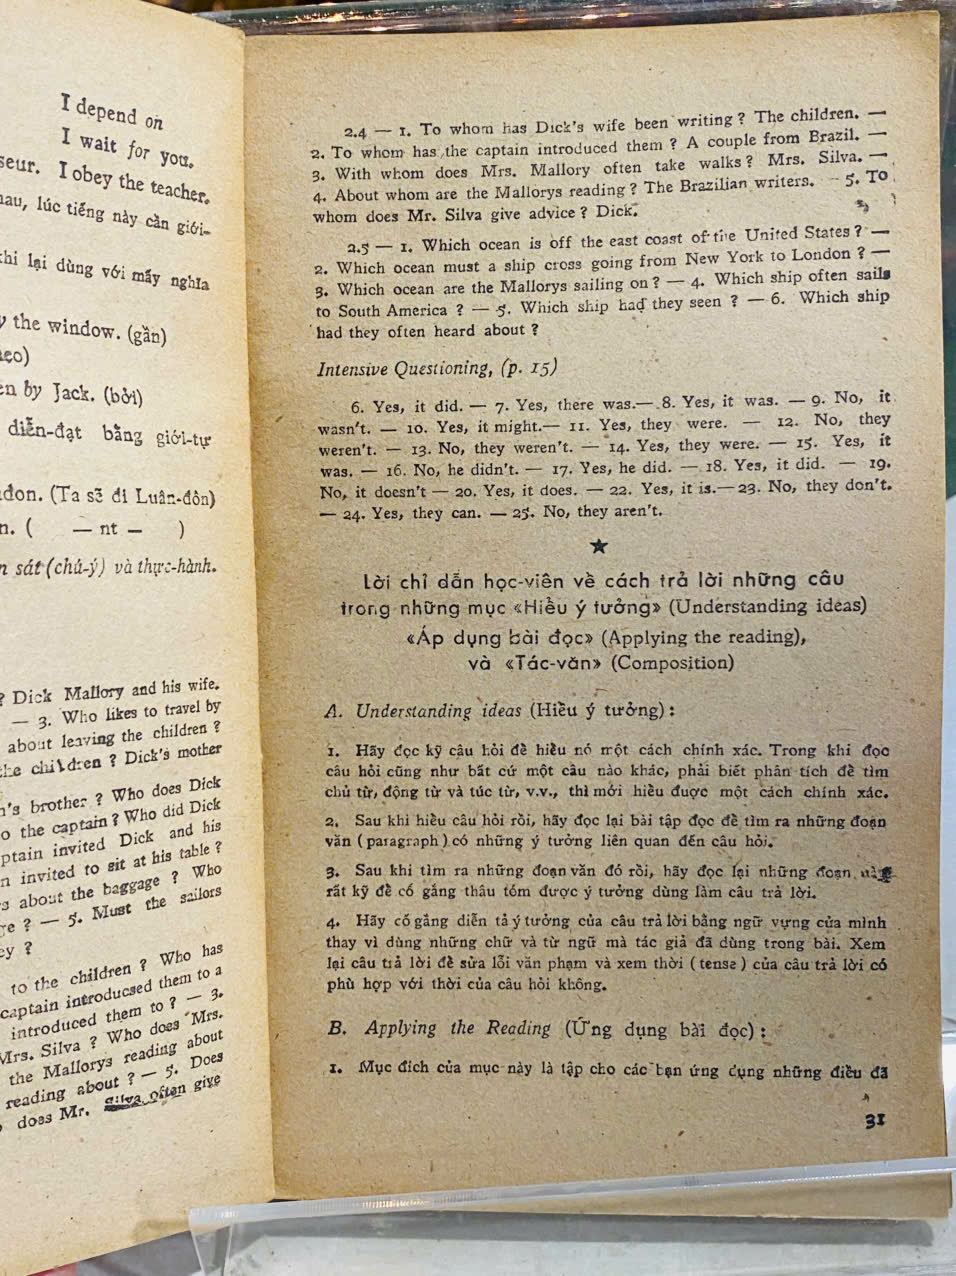 I depend on
I wait for you.
seur. I obey the teacher.
nau, lúc tiếng này cần giới-
khi lại dùng với mấy nghĩa
the window. (gần)
en by Jack. (bởi)
diễn-đạt bằng giới-tự
don. (Ta sẽ đi Luân-đôn)
n. ( — nt — )
sát (chú-ý) và thực-hành.
? Dick Mallory and his wife.
— 3. Who likes to travel by
about leaving the children ?
the children ? Dick's mother
n's brother ? Who does Dick
o the captain ? Who did Dick
ptain invited Dick and his
n invited to sit at his table ?
s about the baggage ? Who
re ? — 5. Must the sailors
ey ?
to the children ? Who has
captain introducsed them to a
introduced them to ? — 3.
Mrs. Silva ? Who does Mrs.
the Mallorys reading about
reading about ? — 5. Does
does Mr. Silva often give
2.4 — 1. To whom has Dick's wife been writing ? The children. —
2. To whom has the captain introduced them ? A couple from Brazil. —
3. With whom does Mrs. Mallory often take walks ? Mrs. Silva. —
4. About whom are the Mallorys reading ? The Brazilian writers. — 5. To
whom does Mr. Silva give advice ? Dick.
2.5 — 1. Which ocean is off the east coast of the United States ? —
2. Which ocean must a ship cross going from New York to London ? —
3. Which ocean are the Mallorys sailing on ? — 4. Which ship often sails
to South America ? — 5. Which ship had they seen ? — 6. Which ship
had they often heard about ?
Intensive Questioning, (p. 15)
6. Yes, it did. — 7. Yes, there was. — 8. Yes, it was. — 9. No, it
wasn't. — 10. Yes, it might. — 11. Yes, they were. — 12. No, they
weren't. — 13. No, they weren't. — 14. Yes, they were. — 15. Yes, it
was. — 16. No, he didn't. — 17. Yes, he did. — 18. Yes, it did. — 19.
No, it doesn't — 20. Yes, it does. — 22. Yes, it is. — 23. No, they don't.
— 24. Yes, they can. — 25. No, they aren't.
★
Lời chỉ dẫn học-viên về cách trả lời những câu
trong những mục «Hiểu ý tưởng» (Understanding ideas)
«Áp dụng bài đọc» (Applying the reading),
và «Tác-văn» (Composition)
A. Understanding ideas (Hiểu ý tưởng) :
1. Hãy đọc kỹ câu hỏi để hiểu nó một cách chính xác. Trong khi đọc
câu hỏi cũng như bất cứ một câu nào khác, phải biết phân tích để tìm
chủ từ, động từ và túc từ, v.v., thì mới hiểu được một cách chính xác.
2. Sau khi hiểu câu hỏi rồi, hãy đọc lại bài tập đọc để tìm ra những đoạn
văn (paragraph) có những ý tưởng liên quan đến câu hỏi.
3. Sau khi tìm ra những đoạn văn đó rồi, hãy đọc lại những đoạn này
rất kỹ để cố gắng thâu tóm được ý tưởng dùng làm câu trả lời.
4. Hãy cố gắng diễn tả ý tưởng của câu trả lời bằng ngữ vựng của mình
thay vì dùng những chữ và từ ngữ mà tác giả đã dùng trong bài. Xem
lại câu trả lời để sửa lỗi văn phạm và xem thời (tense) của câu trả lời có
phù hợp với thời của câu hỏi không.
B. Applying the Reading (Ứng dụng bài đọc) :
1. Mục đích của mục này là tập cho các bạn ứng dụng những điều đã
31